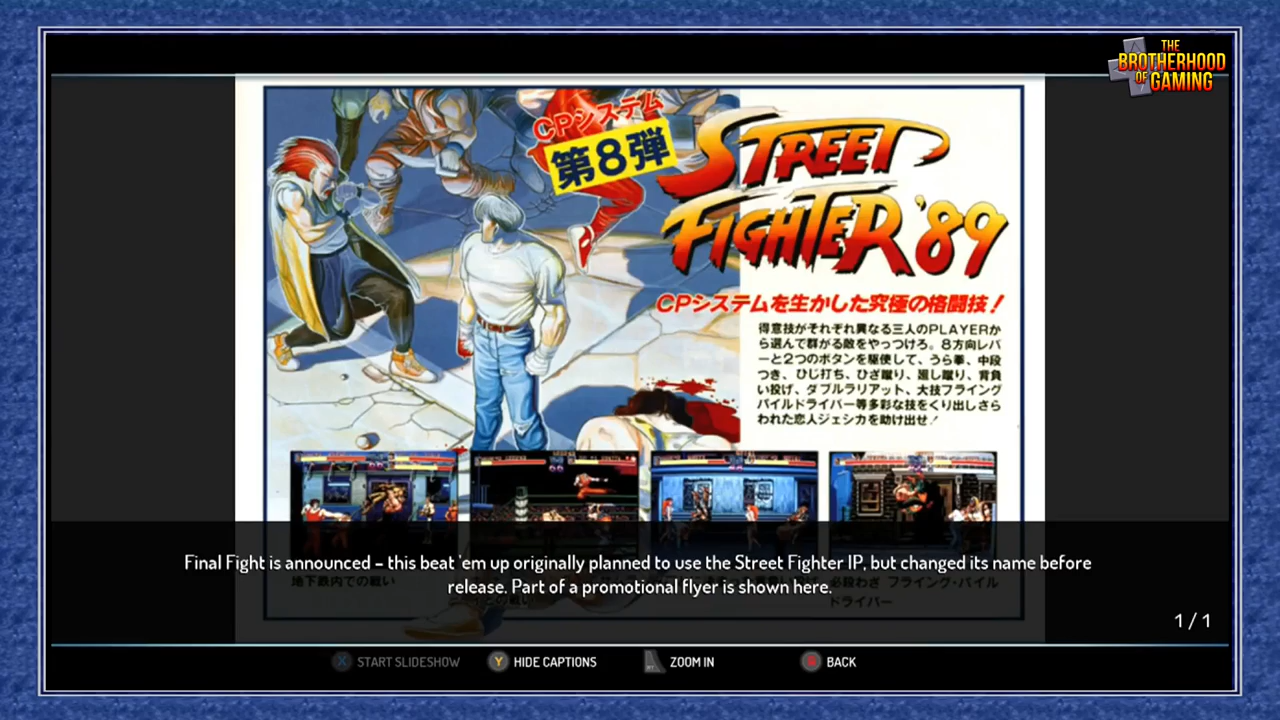 THE
BROTHERHOOD
OF GAMING
CPシステム
第8弾
STREET
FIGHTER '89
CPシステムを生かした究極の格闘技!
得意技がそれぞれ異なる三人のPLAYERか
ら選んで群がる敵をやっつけろ。8方向レバ
ーと2つのボタンを駆使して、うら拳、中段
つき、ひじ打ち、ひざ蹴り、廻し蹴り、背負
い投げ、ダブルラリアット、大技フライング
パイルドライバー等多彩な技をくり出しさら
われた恋人ジェシカを助け出せ!
Final Fight is announced – this beat 'em up originally planned to use the Street Fighter IP, but changed its name before
release. Part of a promotional flyer is shown here.
地下鉄内での戦い
必殺わざ フライング・パイル
ドライバー
1 / 1
X START SLIDESHOW
Y HIDE CAPTIONS
ZOOM IN
BACK